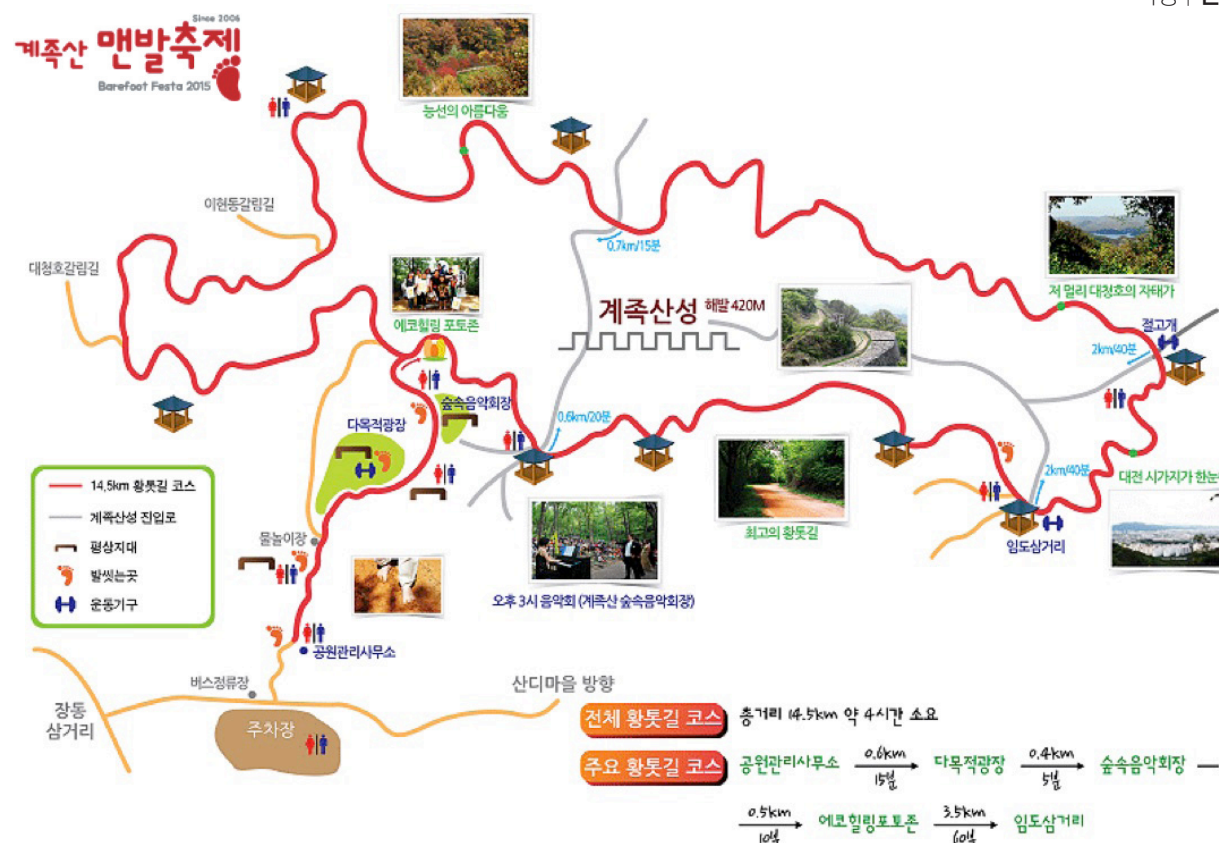 Since 2006
계족산 맨발축제
Barefoot Festa 2015
능선의 아름다움
이현동갈림길
대청호갈림길
0.7km/15분
에코힐링 포토존
계족산성 해발 420M
저 멀리 대청호의 자태가
절고개
2km/40분
숲속음악회장
다목적광장
0.6km/20분
14.5km 황톳길 코스
계족산성 진입로
평상지대
발씻는곳
운동기구
물놀이장
최고의 황톳길
2km/40분
대전 시가지가 한눈
임도삼거리
오후 3시 음악회 (계족산 숲속음악회장)
공원관리사무소
버스정류장
산디마을 방향
장동
삼거리
주차장
전체 황톳길 코스 총거리 14.5km 약 4시간 소요
주요 황톳길 코스 공원관리사무소 0.6km 15분 다목적광장 0.4km 5분 숲속음악회장
0.5km 10분 에코힐링포토존 3.5km 60분 임도삼거리